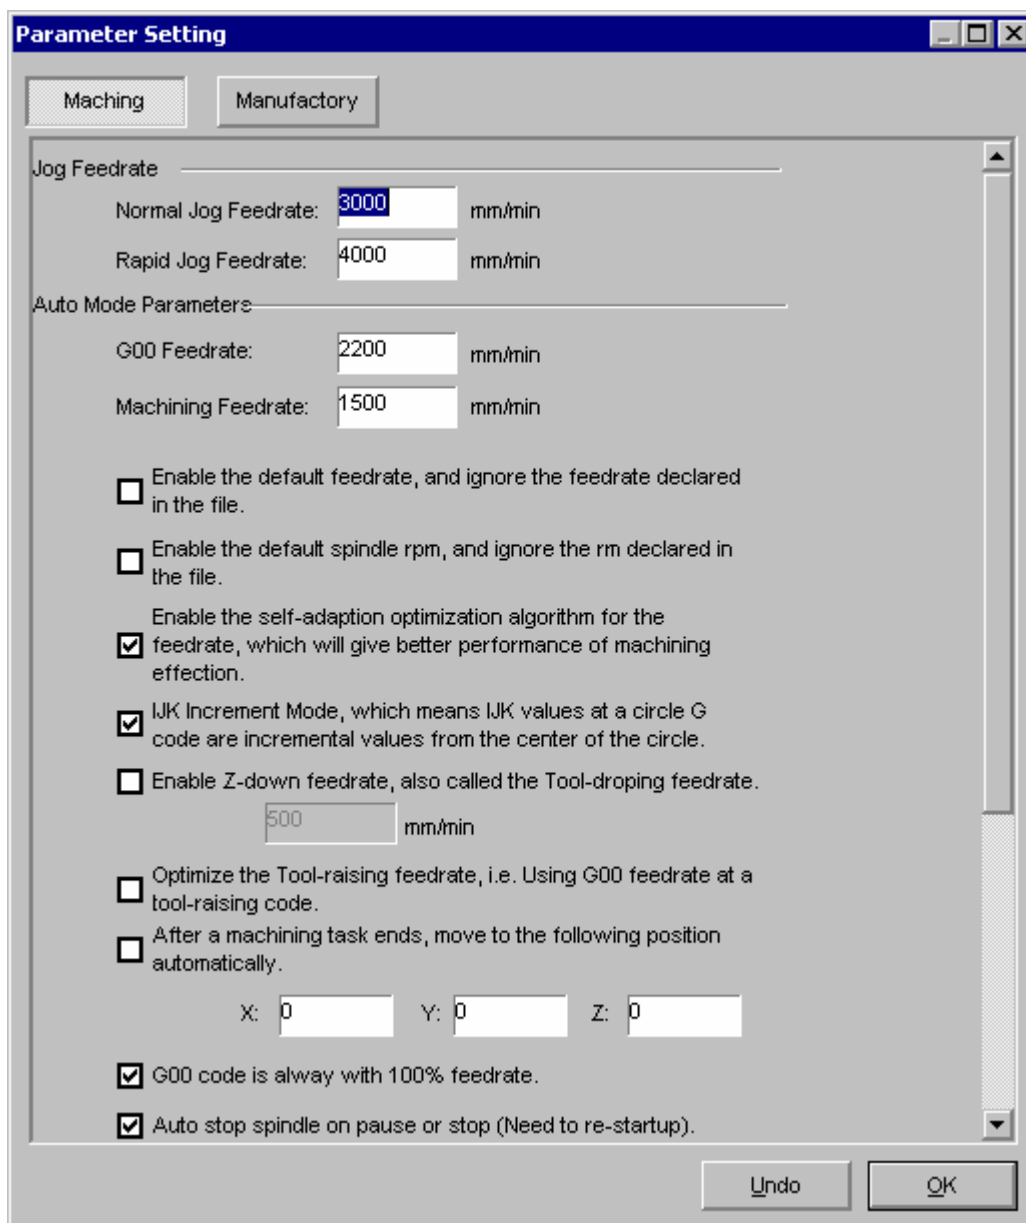 Parameter Setting
Maching
Manufactory
Jog Feedrate
Normal Jog Feedrate: 3000 mm/min
Rapid Jog Feedrate: 4000 mm/min
Auto Mode Parameters
G00 Feedrate: 2200 mm/min
Machining Feedrate: 1500 mm/min
Enable the default feedrate, and ignore the feedrate declared
in the file.
Enable the default spindle rpm, and ignore the rm declared in
the file.
Enable the self-adaption optimization algorithm for the
feedrate, which will give better performance of machining
effection.
IJK Increment Mode, which means IJK values at a circle G
code are incremental values from the center of the circle.
Enable Z-down feedrate, also called the Tool-droping feedrate.
500 mm/min
Optimize the Tool-raising feedrate, i.e. Using G00 feedrate at a
tool-raising code.
After a machining task ends, move to the following position
automatically.
X: 0 Y: 0 Z: 0
G00 code is alway with 100% feedrate.
Auto stop spindle on pause or stop (Need to re-startup).
Undo OK